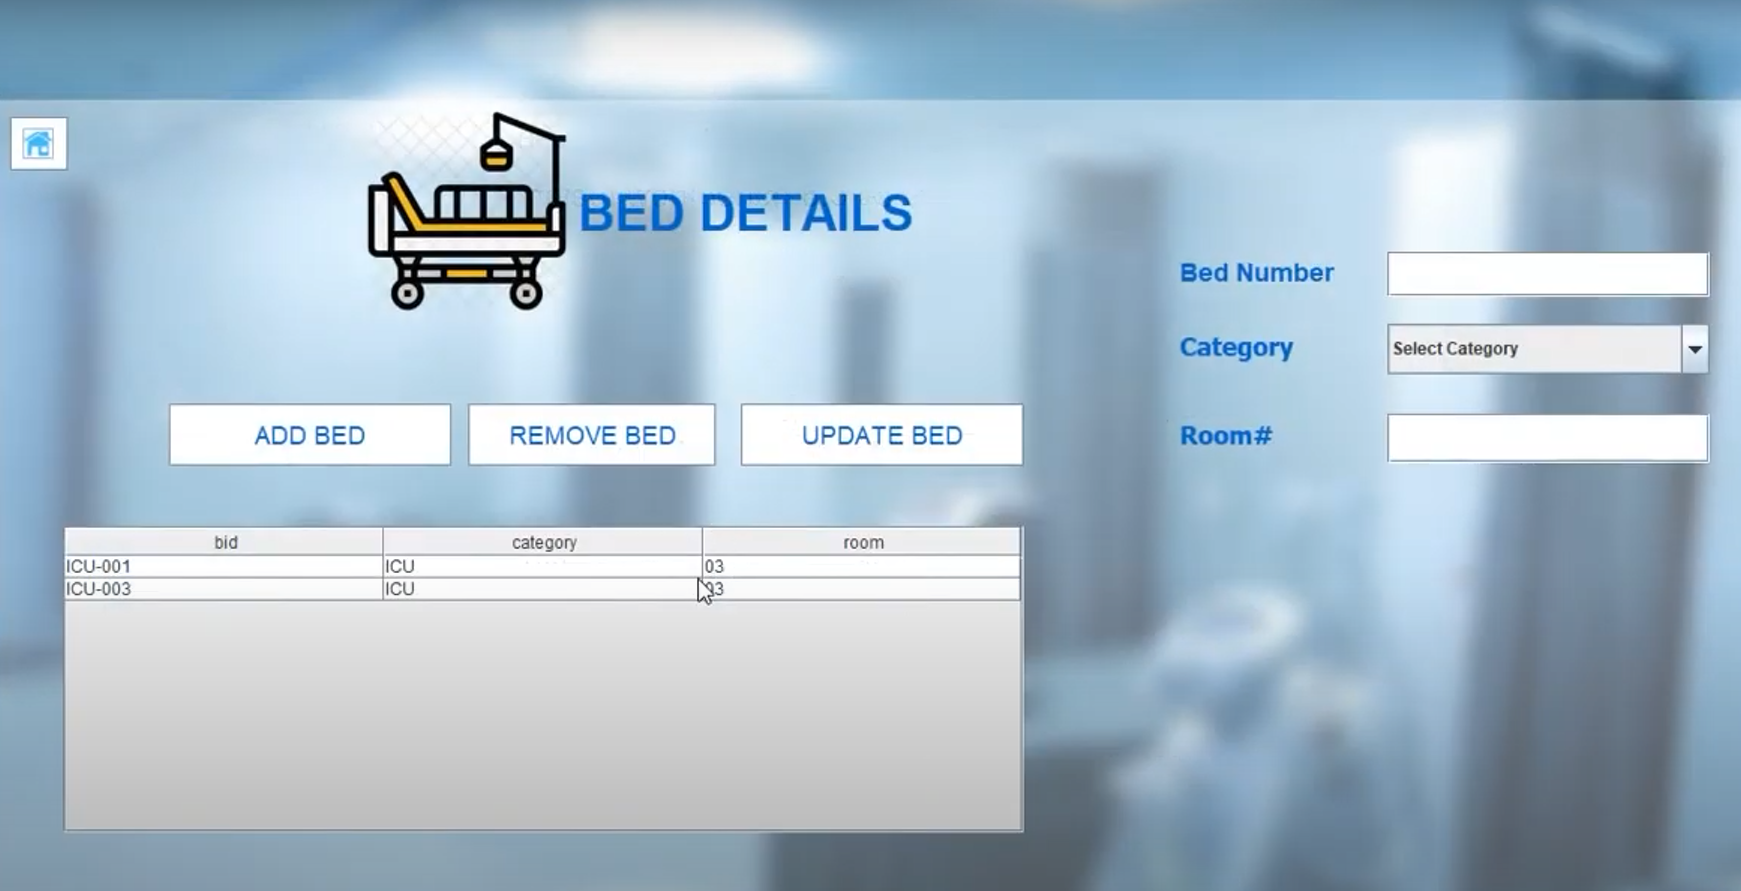 BED DETAILS
Bed Number
Category
Select Category
Room#
ADD BED
REMOVE BED
UPDATE BED
bid category room
ICU-001 ICU 03
ICU-003 ICU 03